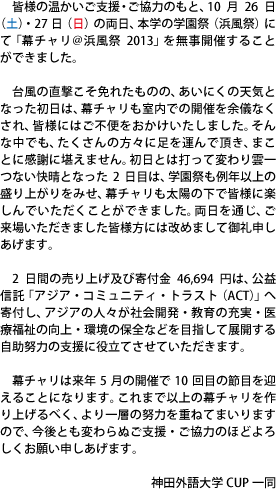 皆様の温かいご支援・ご協力のもと、10 月 26 日
（土）・27 日（日）の両日、本学の学園祭（浜風祭）に
て「幕チャリ@浜風祭 2013」を無事開催すること
ができました。
台風の直撃こそ免れたものの、あいにくの天気と
なった初日は、幕チャリも室内での開催を余儀なく
され、皆様にはご不便をおかけいたしました。そん
な中でも、たくさんの方々に足を運んで頂き、まこ
とに感謝に堪えません。初日とは打って変わり雲一
つない快晴となった 2 日目は、学園祭も例年以上の
盛り上がりをみせ、幕チャリも太陽の下で皆様に楽
しんでいただくことができました。両日を通じ、ご
来場いただきました皆様方には改めまして御礼申し
あげます。
2 日間の売り上げ及び寄付金 46,694 円は、公益
信託「アジア・コミュニティ・トラスト（ACT）」へ
寄付し、アジアの人々が社会開発・教育の充実・医
療福祉の向上・環境の保全などを目指して展開する
自助努力の支援に役立てさせていただきます。
幕チャリは来年 5 月の開催で 10 回目の節目を迎
えることになります。これまで以上の幕チャリを作
り上げるべく、より一層の努力を重ねてまいります
ので、今後とも変わらぬご支援・ご協力のほどよろ
しくお願い申しあげます。
神田外語大学 CUP 一同